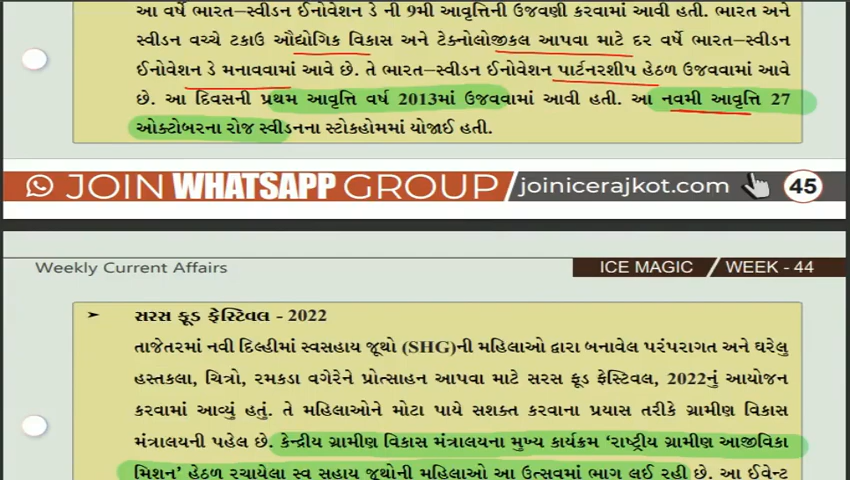 આ વર્ષે ભારત–સ્વીડન ઈનોવેશન ડે ની 9મી આવૃત્તિની ઉજવણી કરવામાં આવી હતી. ભારત અને
સ્વીડન વચ્ચે ટકાઉ ઔદ્યોગિક વિકાસ અને ટેક્નોલોજીકલ આપવા માટે દર વર્ષે ભારત–સ્વીડન
ઈનોવેશન ડે મનાવવામાં આવે છે. તે ભારત–સ્વીડન ઈનોવેશન પાર્ટનરશીપ હેઠળ ઉજવવામાં આવે
છે. આ દિવસની પ્રથમ આવૃત્તિ વર્ષ 2013માં ઉજવવામાં આવી હતી. આ નવમી આવૃત્તિ 27
ઓક્ટોબરના રોજ સ્વીડનના સ્ટોકહોમમાં યોજાઈ હતી.
JOIN WHATSAPP GROUP joinicerajkot.com 45
Weekly Current Affairs ICE MAGIC WEEK - 44
➤ સરસ ફૂડ ફેસ્ટિવલ - 2022
તાજેતરમાં નવી દિલ્હીમાં સ્વસહાય જૂથો (SHG)ની મહિલાઓ દ્વારા બનાવેલ પરંપરાગત અને ઘરેલુ
હસ્તકલા, ચિત્રો, રમકડા વગેરેને પ્રોત્સાહન આપવા માટે સરસ ફૂડ ફેસ્ટિવલ, 2022નું આયોજન
કરવામાં આવ્યું હતું. તે મહિલાઓને મોટા પાયે સશક્ત કરવાના પ્રયાસ તરીકે ગ્રામીણ વિકાસ
મંત્રાલયની પહેલ છે. કેન્દ્રીય ગ્રામીણ વિકાસ મંત્રાલયના મુખ્ય કાર્યક્રમ 'રાષ્ટ્રીય ગ્રામીણ આજીવિકા
મિશન' હેઠળ રચાયેલા સ્વ સહાય જૂથોની મહિલાઓ આ ઉત્સવમાં ભાગ લઈ રહી છે. આ ઈવેન્ટ